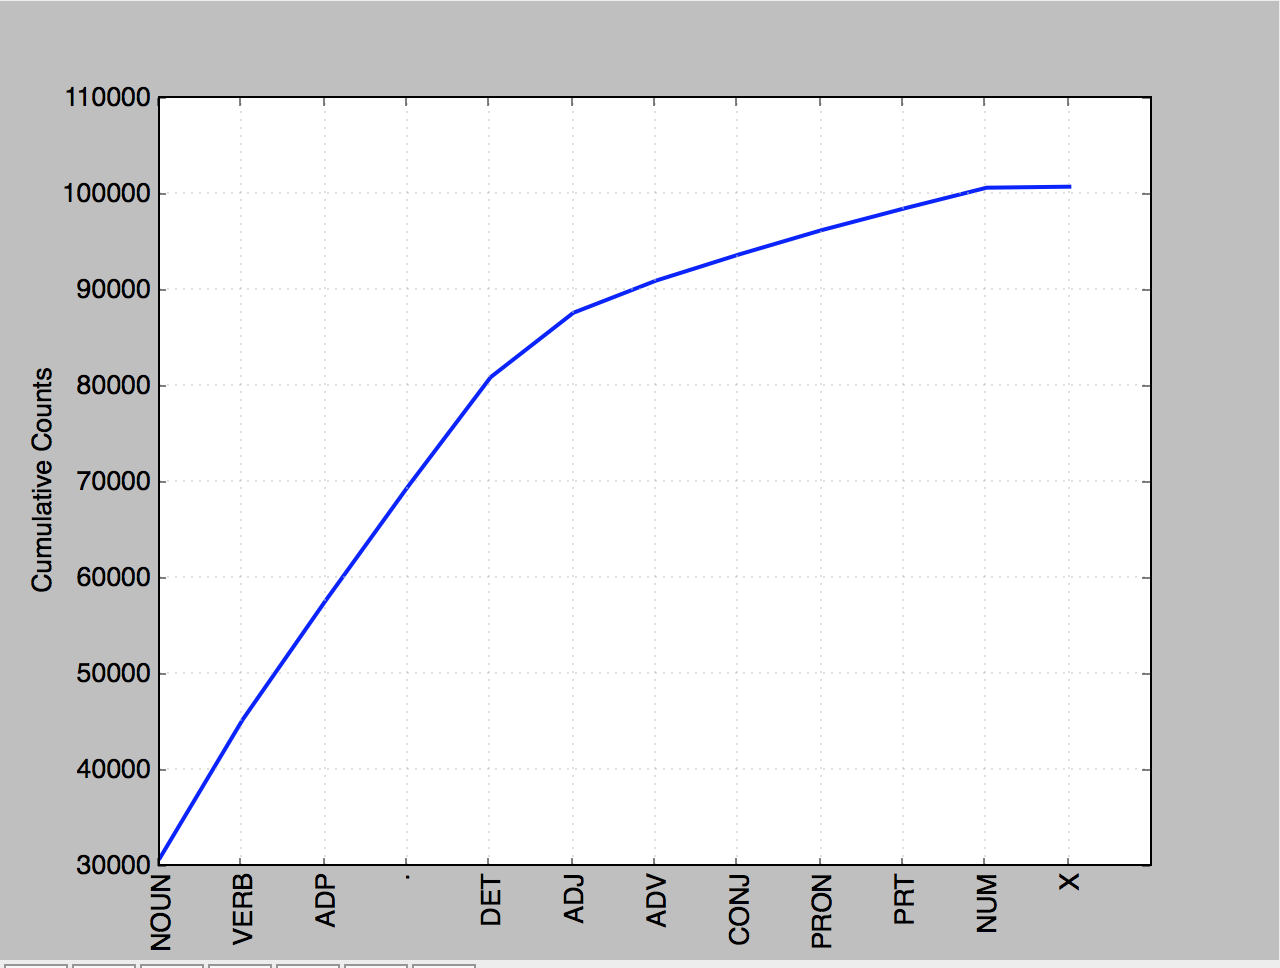 110000
100000
90000
80000
70000
60000
50000
40000
30000
Cumulative Counts
NOUN
VERB
ADP
.
DET
ADJ
ADV
CONJ
PRON
PRT
NUM
X